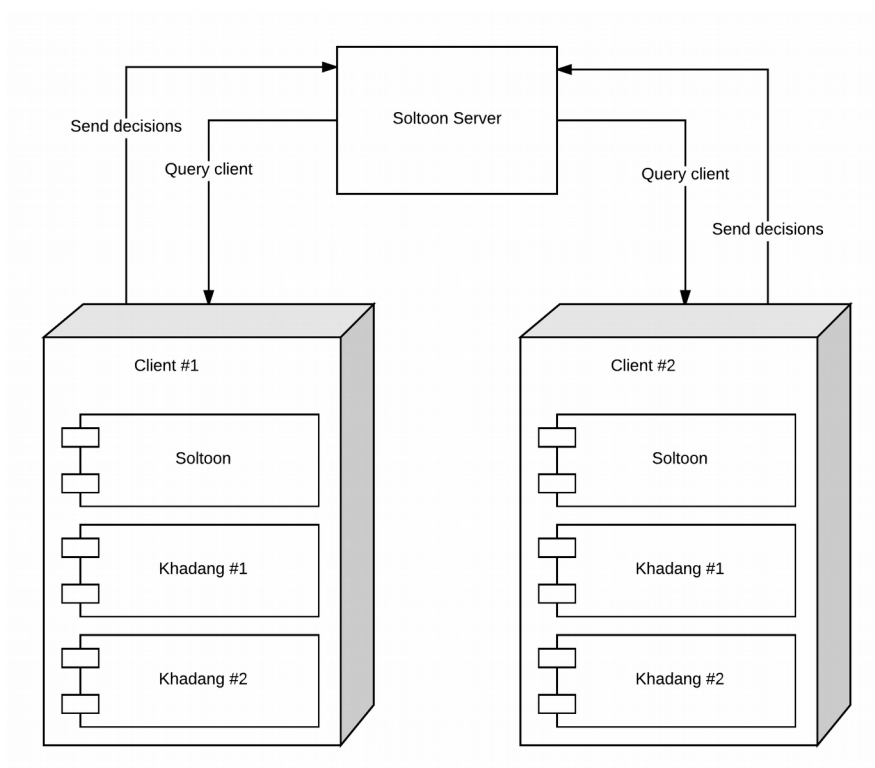 Soltoon Server
Send decisions
Query client
Query client
Send decisions
Client #1
Soltoon
Khadang #1
Khadang #2
Client #2
Soltoon
Khadang #1
Khadang #2